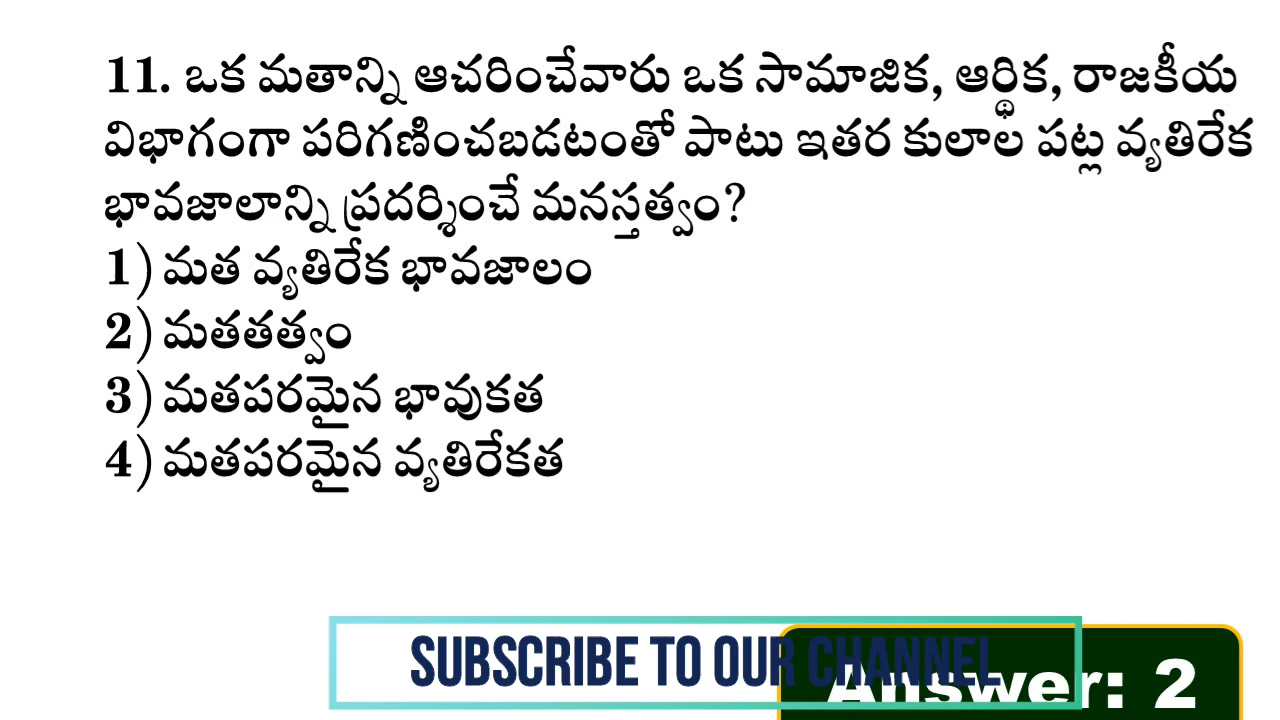 11. ఒక మతాన్ని ఆచరించేవారు ఒక సామాజిక, ఆర్థిక, రాజకీయ
విభాగంగా పరిగణించబడటంతో పాటు ఇతర కులాల పట్ల వ్యతిరేక
భావజాలాన్ని ప్రదర్శించే మనస్తత్వం?
1) మత వ్యతిరేక భావజాలం
2) మతతత్వం
3) మతపరమైన భావుకత
4) మతపరమైన వ్యతిరేకత
SUBSCRIBE TO OUR CHANNEL
Answer: 2